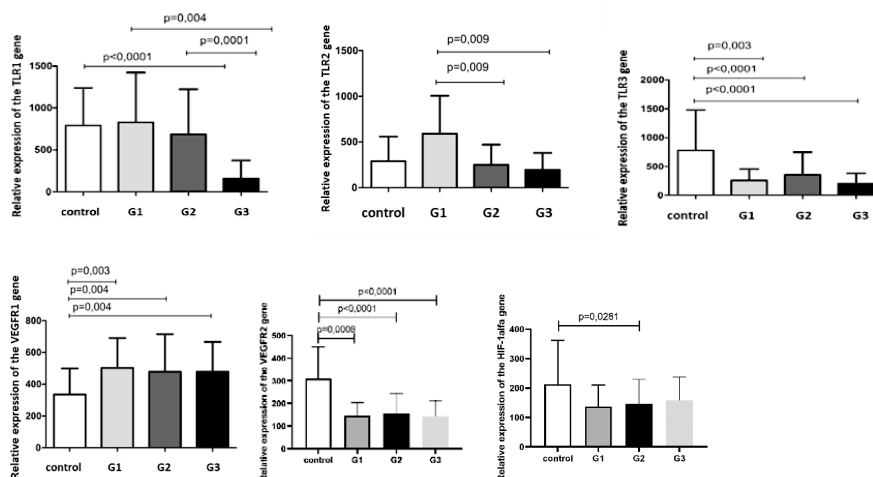 p=0,004
p<0,0001
p=0,0001
Relative expression of the TLR1 gene
1500
1000
500
0
control G1 G2 G3
p=0,009
p=0,009
Relative expression of the TLR2 gene
1500
1000
500
0
control G1 G2 G3
p=0,003
p<0,0001
p<0,0001
Relative expression of the TLR3 gene
2000
1500
1000
500
0
control G1 G2 G3
p=0,003
p=0,004
p=0,004
Relative expression of the VEGFR1 gene
800
600
400
200
0
control G1 G2 G3
p<0,0001
p<0,0001
p=0,0006
Relative expression of the VEGFR2 gene
500
400
300
200
100
0
control G1 G2 G3
p=0,0281
Relative expression of the HIF-1alfa gene
400
300
200
100
0
control G1 G2 G3